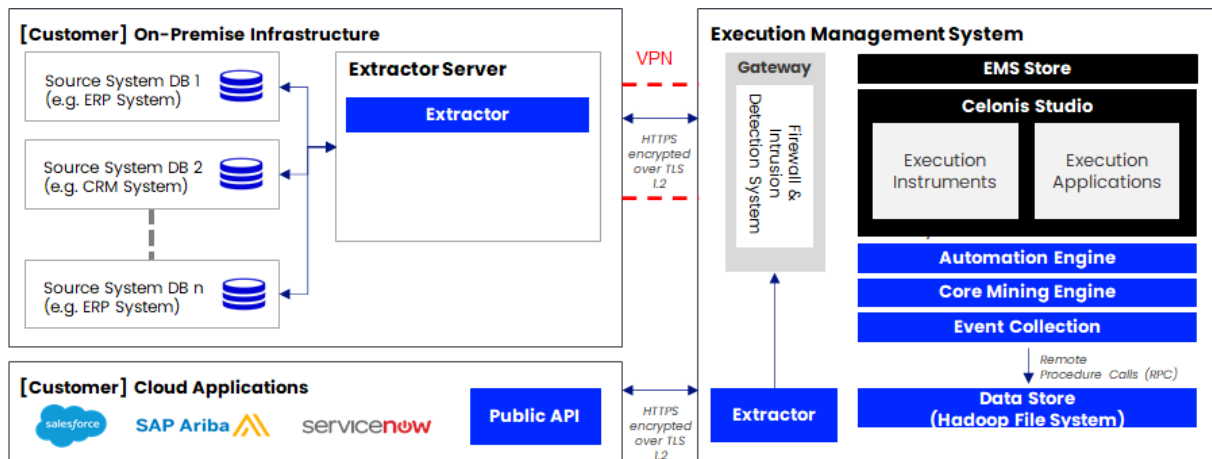 [Customer] On-Premise Infrastructure
Source System DB 1
(e.g. ERP System)
Source System DB 2
(e.g. CRM System)
Source System DB n
(e.g. ERP System)
Extractor Server
Extractor
VPN
HTTPS
encrypted
over TLS
1.2
Execution Management System
Gateway
Firewall &
Intrusion
Detection System
EMS Store
Celonis Studio
Execution
Instruments
Execution
Applications
Automation Engine
Core Mining Engine
Event Collection
Remote
Procedure Calls (RPC)
Data Store
(Hadoop File System)
[Customer] Cloud Applications
salesforce
SAP Ariba
servicenow
Public API
HTTPS
encrypted
over TLS
1.2
Extractor